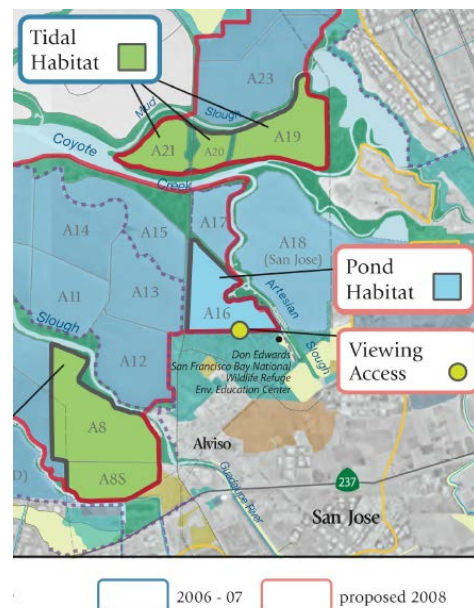 Tidal
Habitat
A23
Mud
Slough
A19
A20
A21
Coyote
Creek
A17
A15
A14
A18
(San Jose)
Pond
Habitat
A13
A11
A16
Artesian
Slough
Slough
Viewing
Access
A12
Don Edwards
San Francisco Bay National
Wildlife Refuge
Env. Education Center
A8
Alviso
A8S
D)
Guadalupe River
237
San Jose
2006 - 07
proposed 2008